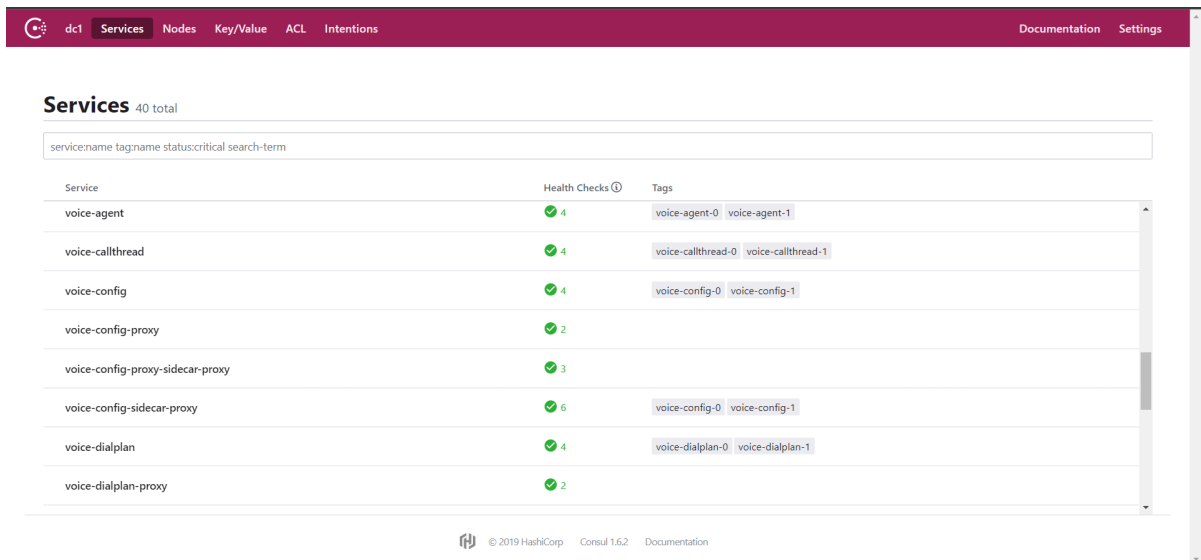 dc1 Services Nodes Key/Value ACL Intentions Documentation Settings
Services 40 total
service:name tag:name status:critical search-term
Service Health Checks Tags
voice-agent 4 voice-agent-0 voice-agent-1
voice-callthread 4 voice-callthread-0 voice-callthread-1
voice-config 4 voice-config-0 voice-config-1
voice-config-proxy 2
voice-config-proxy-sidecar-proxy 3
voice-config-sidecar-proxy 6 voice-config-0 voice-config-1
voice-dialplan 4 voice-dialplan-0 voice-dialplan-1
voice-dialplan-proxy 2
© 2019 HashiCorp Consul 1.6.2 Documentation